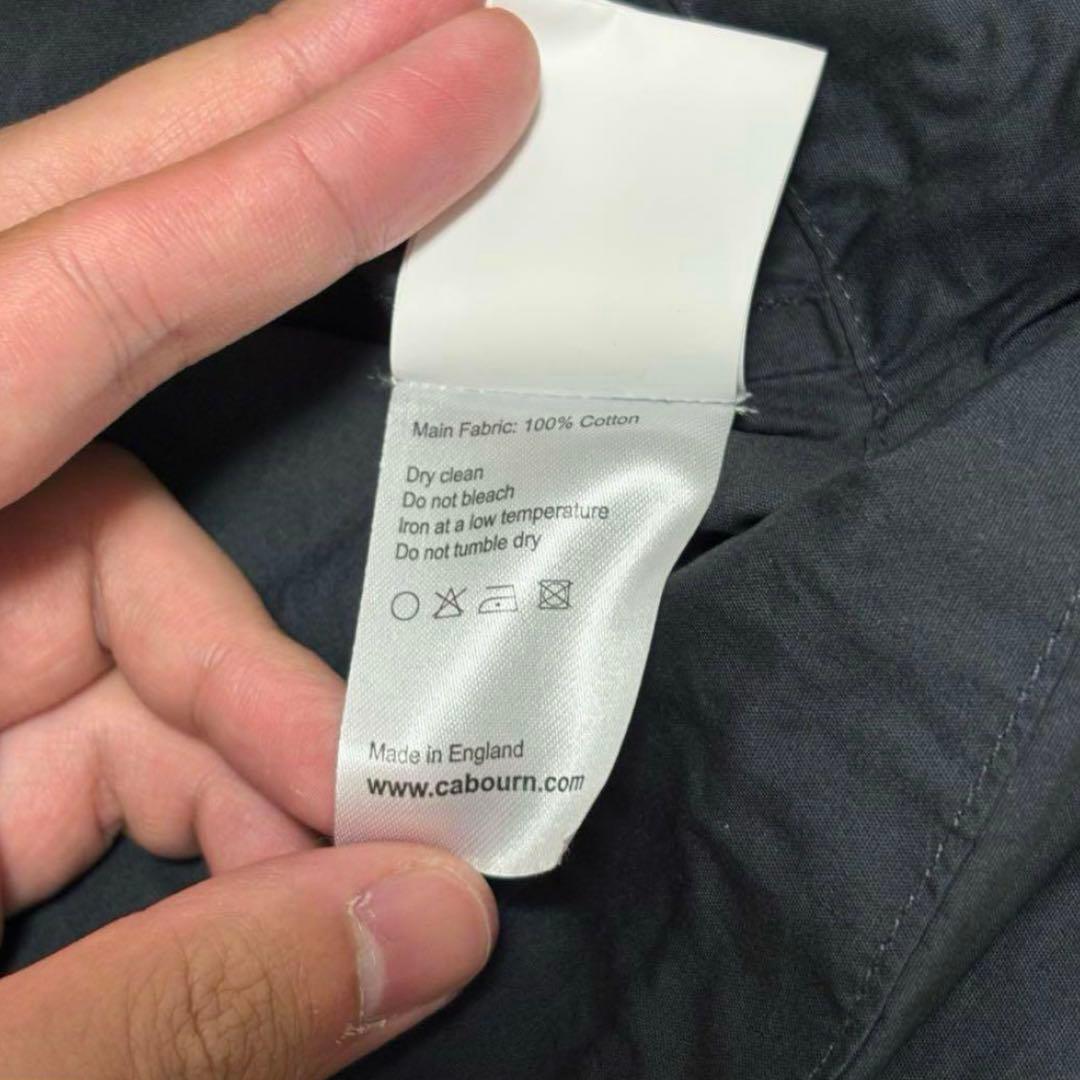 Main Fabric: 100% Cotton
Dry clean
Do not bleach
Iron at a low temperature
Do not tumble dry
Made in England
www.cabourn.com